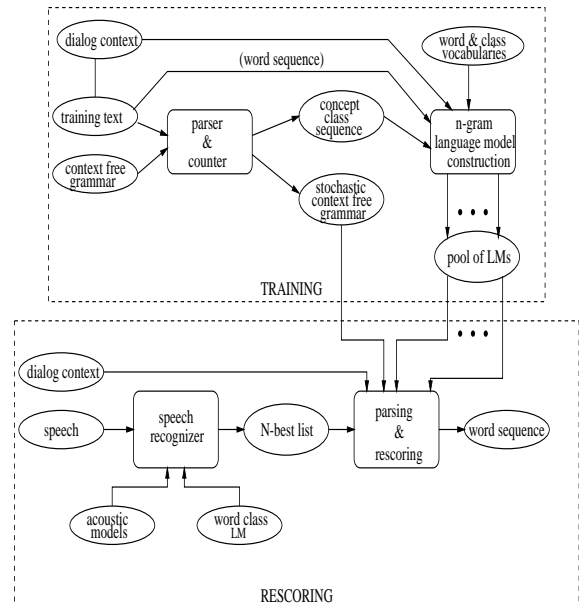 dialog context
word & class
vocabularies
(word sequence)
training text
parser
&
counter
concept
class
sequence
n-gram
language model
construction
context free
grammar
stochastic
context free
grammar
pool of LMs
TRAINING
dialog context
speech
speech
recognizer
N-best list
parsing
&
rescoring
word sequence
acoustic
models
word class
LM
RESCORING